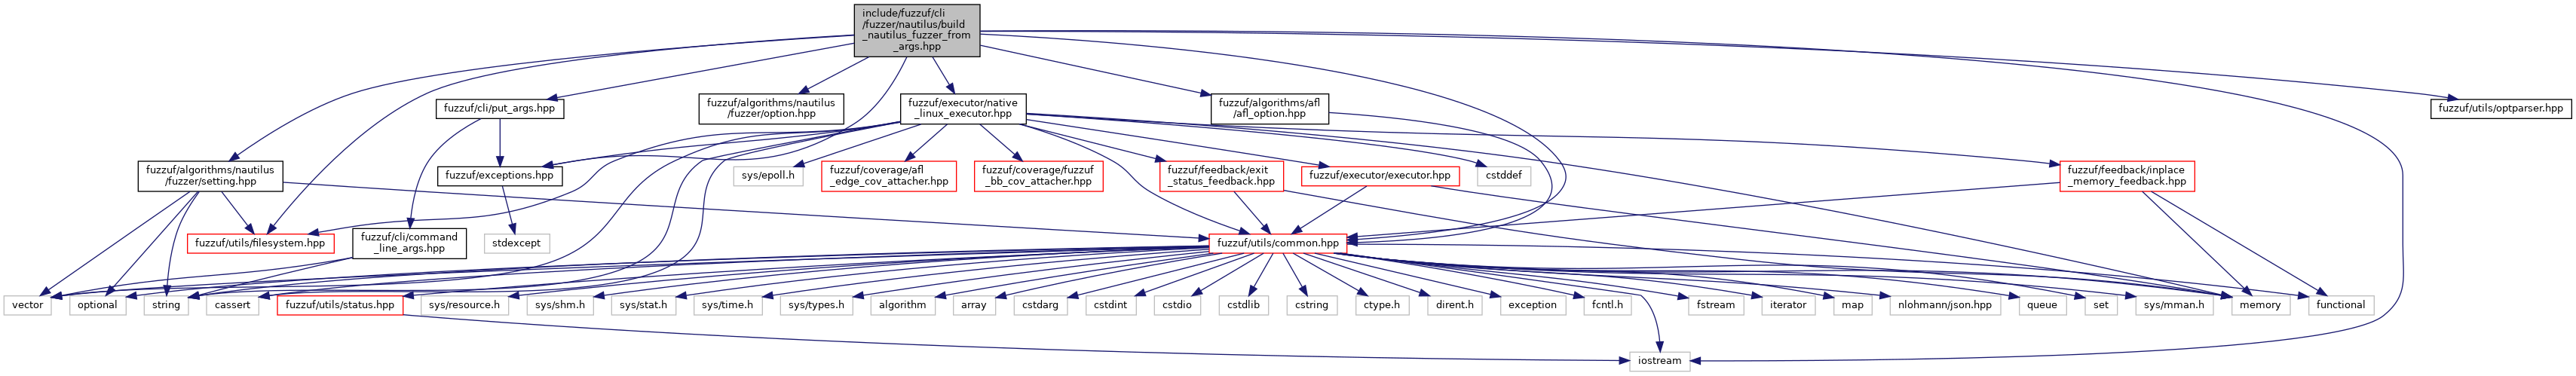 include/fuzzuf/cli
/fuzzer/nautilus/build
_nautilus_fuzzer_from
_args.hpp
fuzzuf/cli/put_args.hpp
fuzzuf/algorithms/nautilus
/fuzzer/option.hpp
fuzzuf/executor/native
_linux_executor.hpp
fuzzuf/algorithms/afl
/afl_option.hpp
fuzzuf/utils/optparser.hpp
fuzzuf/algorithms/nautilus
/fuzzer/setting.hpp
fuzzuf/exceptions.hpp
sys/epoll.h
fuzzuf/coverage/afl
_edge_cov_attacher.hpp
fuzzuf/coverage/fuzzuf
_bb_cov_attacher.hpp
fuzzuf/feedback/exit
_status_feedback.hpp
fuzzuf/executor/executor.hpp
cstddef
fuzzuf/feedback/inplace
_memory_feedback.hpp
fuzzuf/utils/filesystem.hpp
fuzzuf/cli/command
_line_args.hpp
stdexcept
fuzzuf/utils/common.hpp
vector
optional
string
cassert
fuzzuf/utils/status.hpp
sys/resource.h
sys/shm.h
sys/stat.h
sys/time.h
sys/types.h
algorithm
array
cstdarg
cstdint
cstdio
cstdlib
cstring
ctype.h
dirent.h
exception
fcntl.h
fstream
iterator
map
nlohmann/json.hpp
queue
set
sys/mman.h
memory
functional
iostream